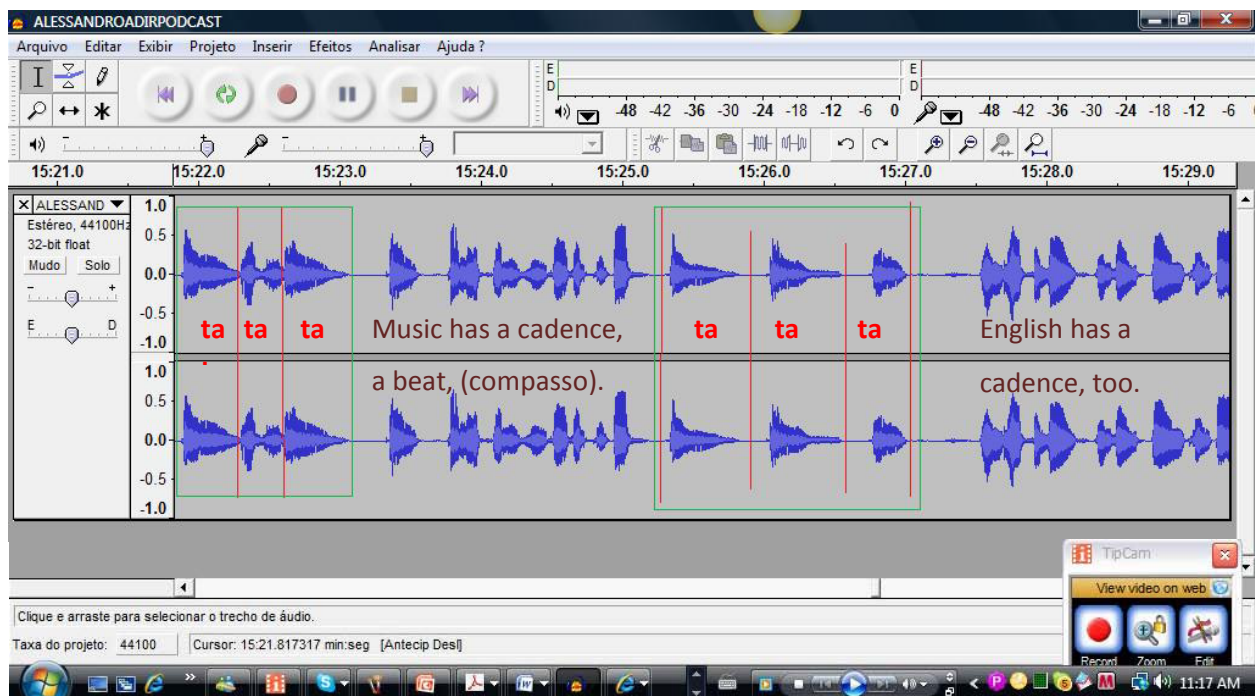 ALESSANDROADIRPODCAST
Arquivo Editar Exibir Projeto Inserir Efeitos Analisar Ajuda ?
E
D
-48 -42 -36 -30 -24 -18 -12 -6 0
E
D
-48 -42 -36 -30 -24 -18 -12 -6
15:21.0 15:22.0 15:23.0 15:24.0 15:25.0 15:26.0 15:27.0 15:28.0 15:29.0
X ALESSAND
Estéreo, 44100Hz
32-bit float
Mudo Solo
- +
E D
1.0
0.5
0.0
-0.5
-1.0
1.0
0.5
0.0
-0.5
-1.0
ta ta ta Music has a cadence, ta ta ta English has a
a beat, (compasso). cadence, too.
TipCam
View video on web
Record Zoom Edit
Clique e arraste para selecionar o trecho de áudio.
Taxa do projeto: 44100 Cursor: 15:21.817317 min:seg [Antecip Desl]
11:17 AM